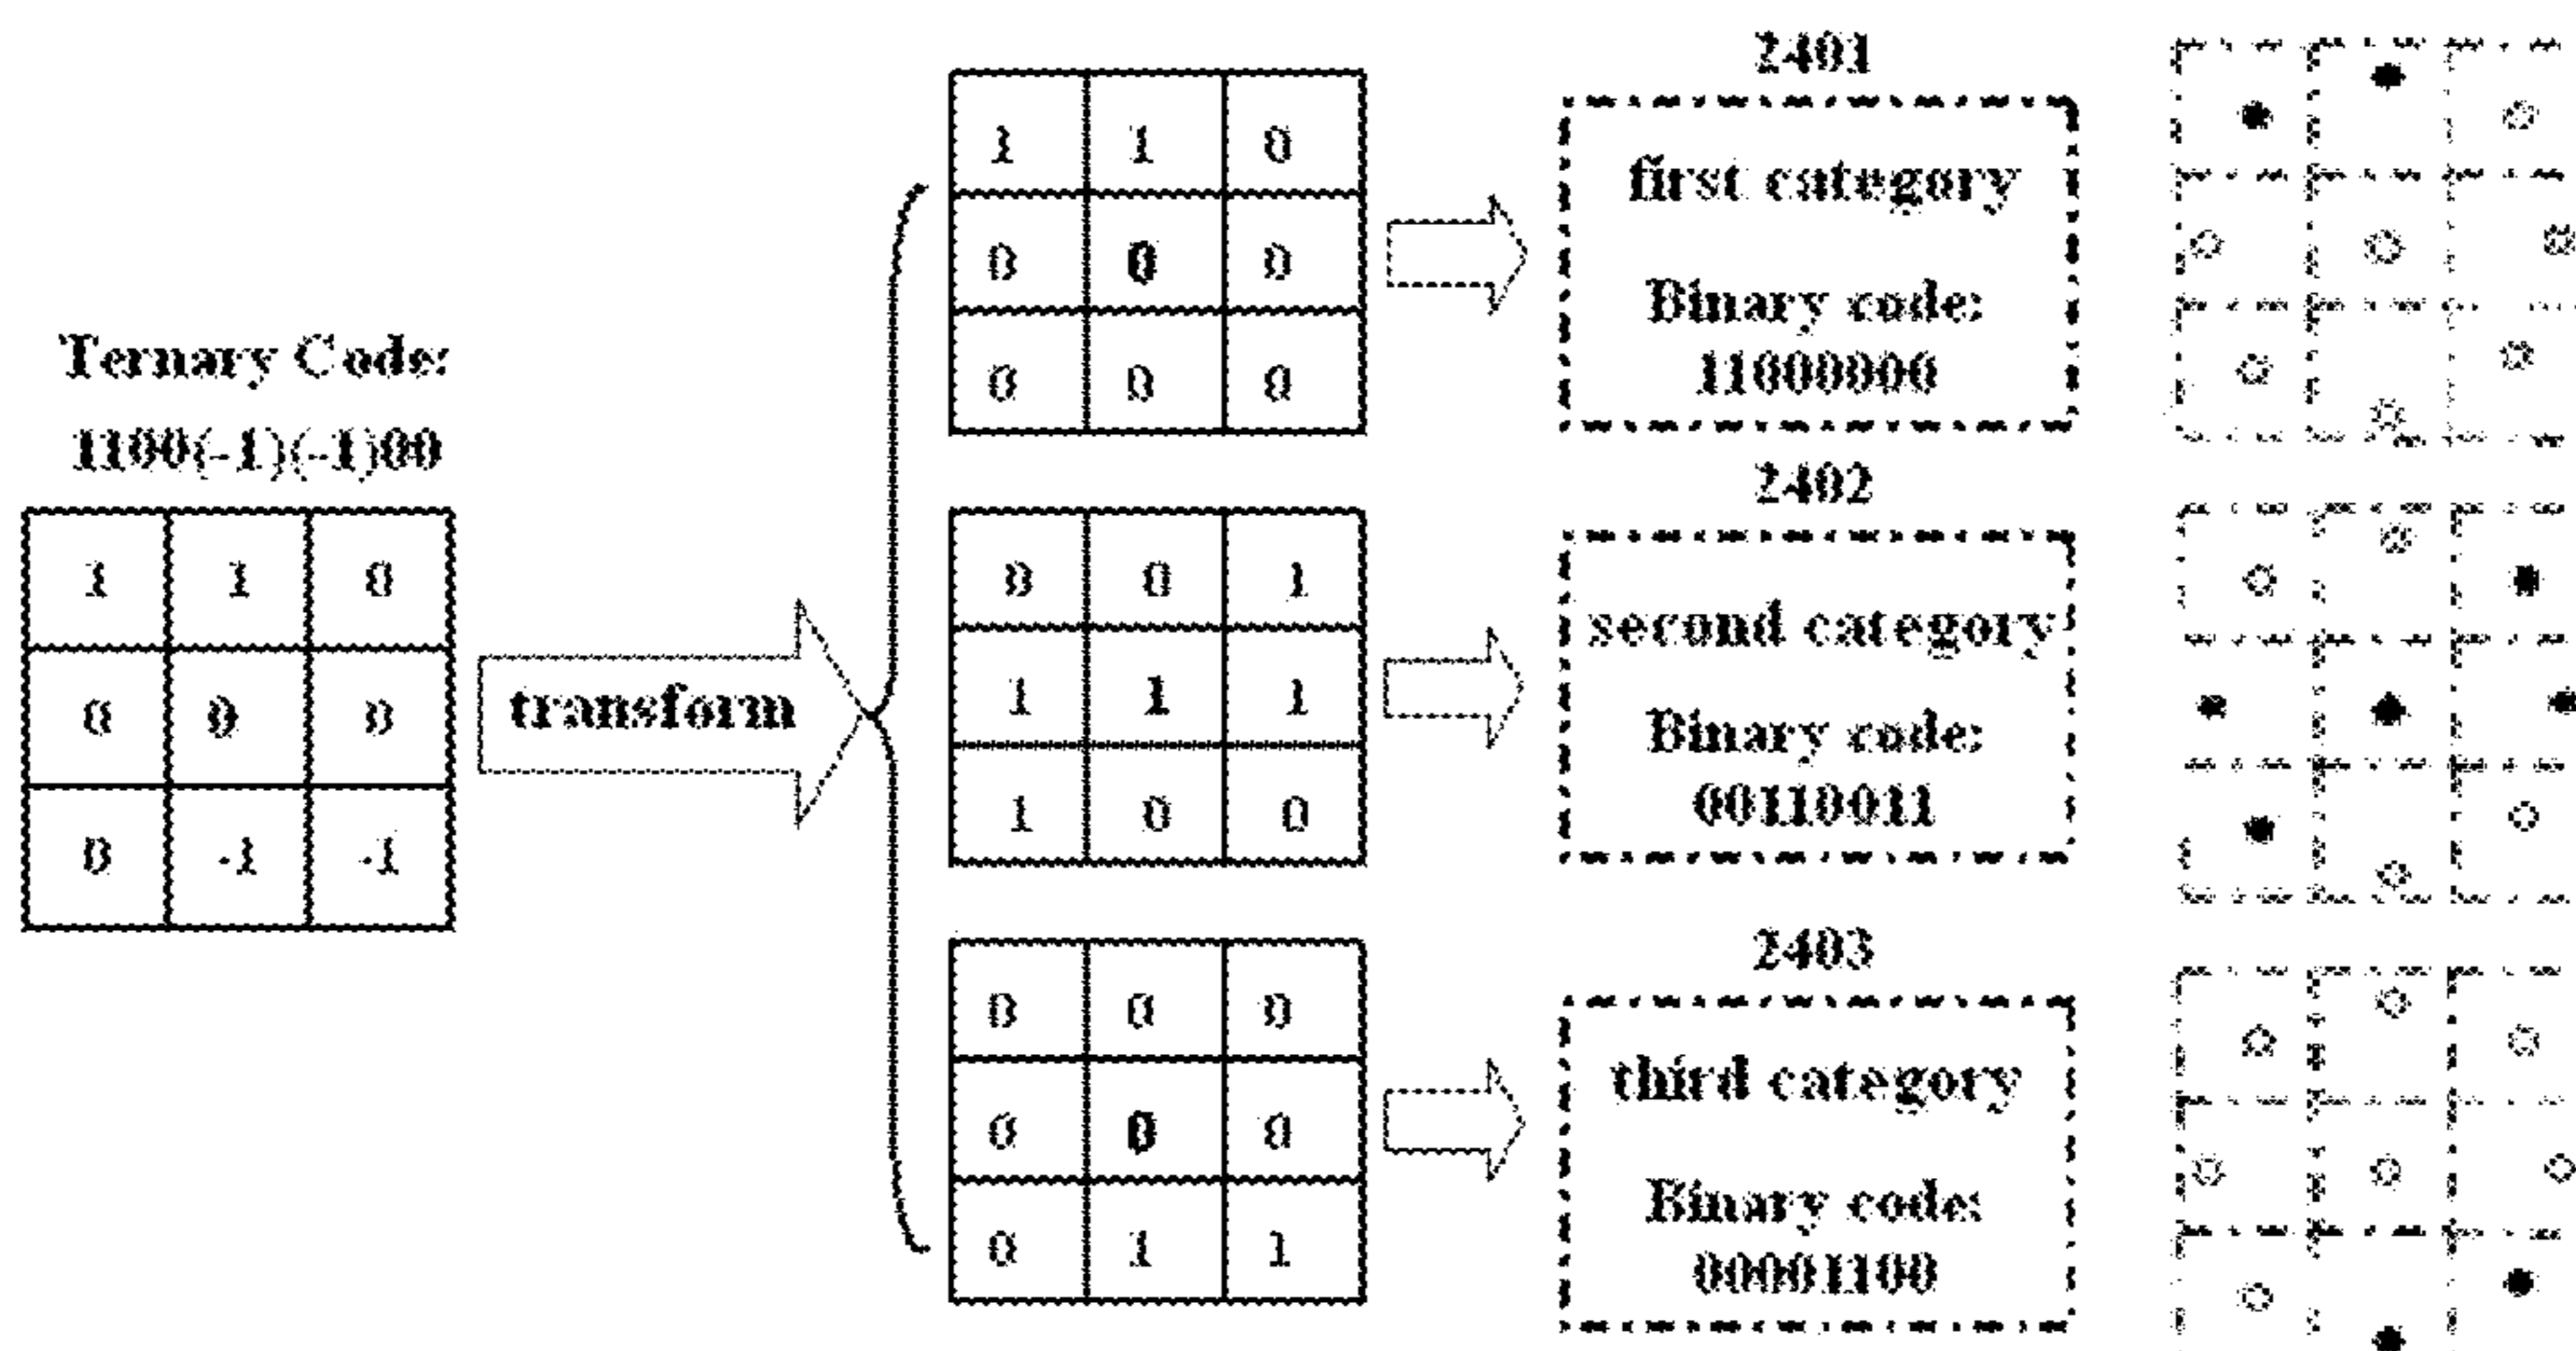 Ternary Code:
1100(-1)(-1)00
1 1 0
0 0 0
0 -1 -1
transform
1 1 0
0 0 0
0 0 0
0 0 1
1 1 1
1 0 0
0 0 0
0 0 0
0 1 1
2401
first category
Binary code:
11000000
2402
second category
Binary code:
00110011
2403
third category
Binary code:
00001100